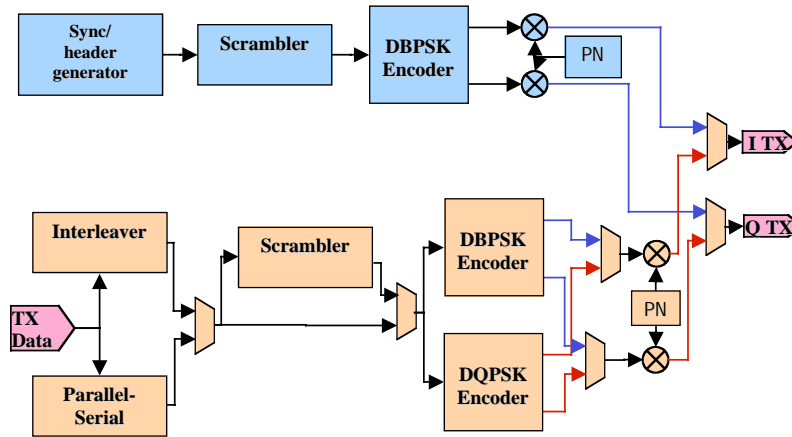 Sync/
header
generator
Scrambler
DBPSK
Encoder
PN
I TX
Q TX
Interleaver
Scrambler
DBPSK
Encoder
PN
TX
Data
Parallel-
Serial
DQPSK
Encoder